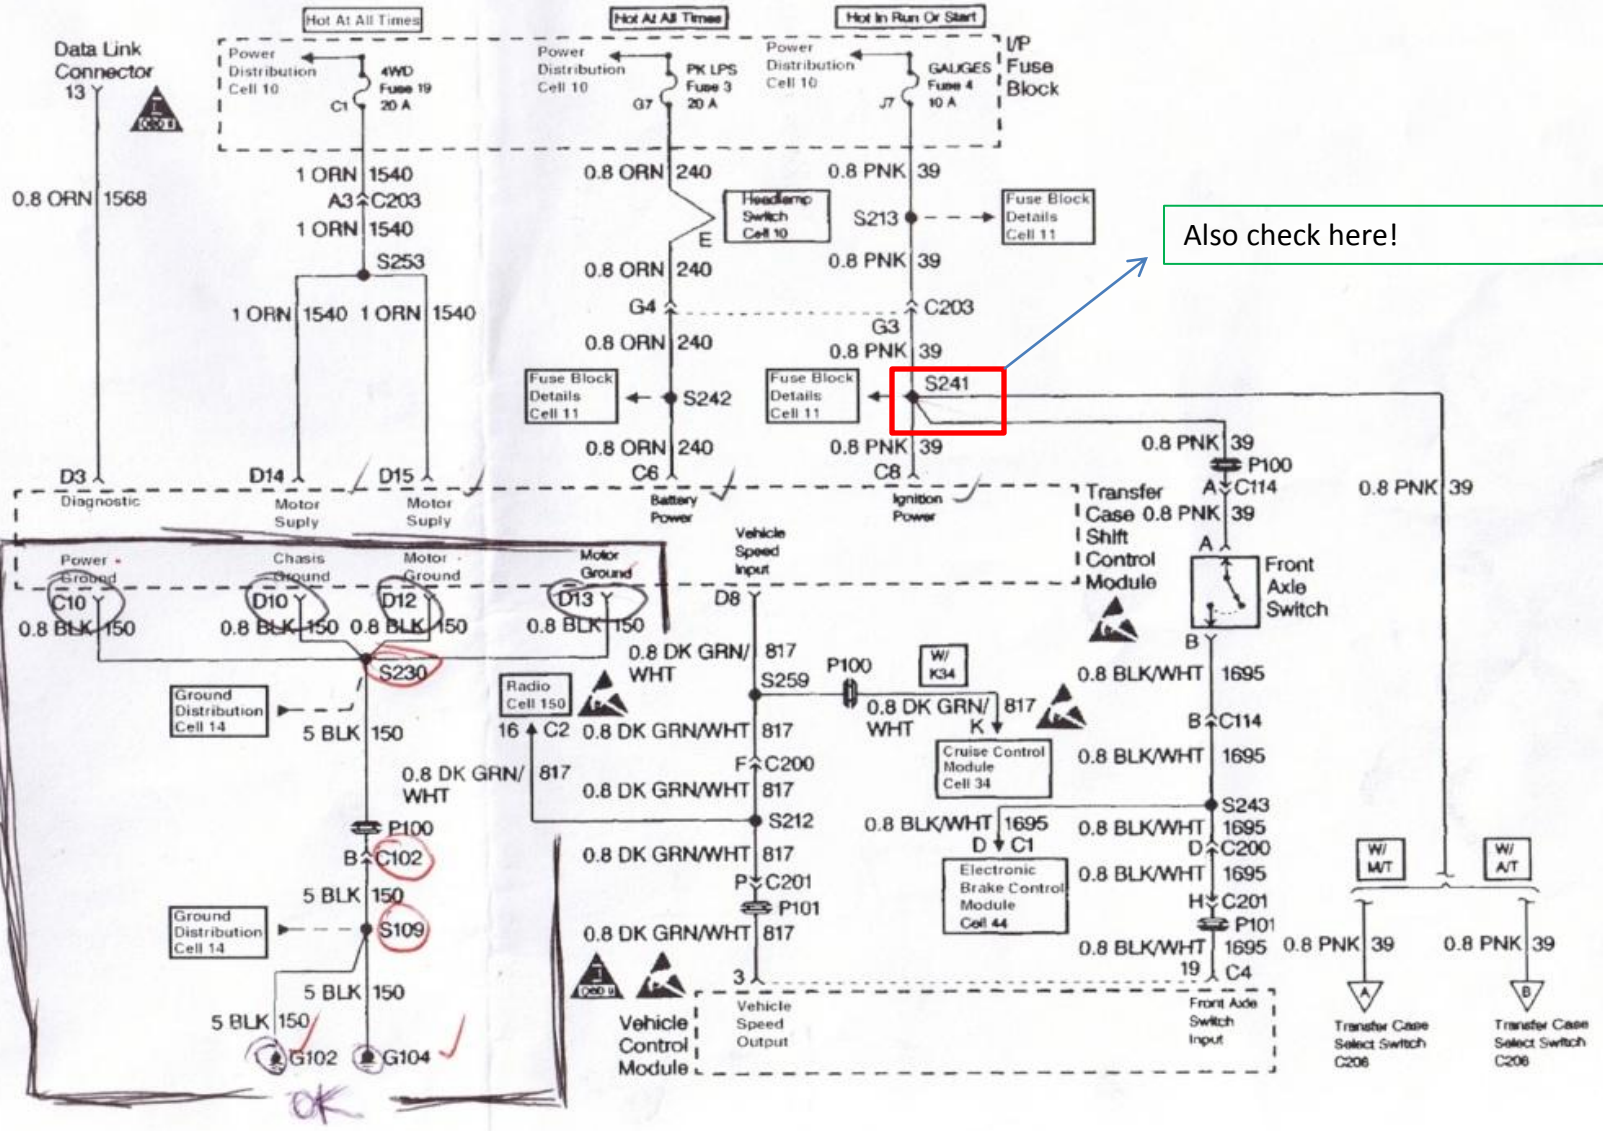 Hot At All Times
Hot At All Times
Hot In Run Or Start
Data Link
Connector
13
OBD II
Power
Distribution
Cell 10
4WD
Fuse 19
20 A
C1
Power
Distribution
Cell 10
PK LPS
Fuse 3
20 A
G7
Power
Distribution
Cell 10
GAUGES
Fuse 4
10 A
J7
I/P
Fuse
Block
0.8 ORN 1568
1 ORN 1540
A3 C203
1 ORN 1540
S253
1 ORN 1540
1 ORN 1540
0.8 ORN 240
Headlamp
Switch
Cell 10
E
0.8 ORN 240
G4
0.8 ORN 240
Fuse Block
Details
Cell 11
S242
0.8 ORN 240
0.8 PNK 39
S213
Fuse Block
Details
Cell 11
0.8 PNK 39
C203
G3
0.8 PNK 39
Fuse Block
Details
Cell 11
S241
0.8 PNK 39
Also check here!
D3
D14
D15
C6
C8
Diagnostic
Motor
Suply
Motor
Suply
Battery
Power
Ignition
Power
Vehicle
Speed
Input
Transfer
Case
Shift
Control
Module
0.8 PNK 39
P100
A C114
0.8 PNK 39
A
Front
Axle
Switch
B
0.8 PNK 39
Power
Ground
Chasis
Ground
Motor
Ground
Motor
Ground
C10
D10
D12
D13
D8
0.8 BLK 150
0.8 BLK 150
0.8 BLK 150
0.8 BLK 150
S230
Ground
Distribution
Cell 14
5 BLK 150
P100
B C102
5 BLK 150
Ground
Distribution
Cell 14
S109
5 BLK 150
5 BLK 150
G102
G104
OK
0.8 DK GRN/
WHT
817
S259
P100
W/
K34
0.8 DK GRN/
WHT
817
K
Cruise Control
Module
Cell 34
Radio
Cell 150
16 C2
0.8 DK GRN/WHT 817
F C200
0.8 DK GRN/
WHT
817
0.8 DK GRN/WHT 817
S212
0.8 DK GRN/WHT 817
P C201
P101
0.8 DK GRN/WHT 817
3
OBD II
Vehicle
Control
Module
Vehicle
Speed
Output
0.8 BLK/WHT 1695
B C114
0.8 BLK/WHT 1695
S243
0.8 BLK/WHT 1695
D C1
Electronic
Brake Control
Module
Cell 44
0.8 BLK/WHT 1695
D C200
0.8 BLK/WHT 1695
H C201
P101
0.8 BLK/WHT 1695
19 C4
Front Axle
Switch
Input
W/
M/T
W/
A/T
0.8 PNK 39
0.8 PNK 39
A
B
Transfer Case
Select Switch
C206
Transfer Case
Select Switch
C206